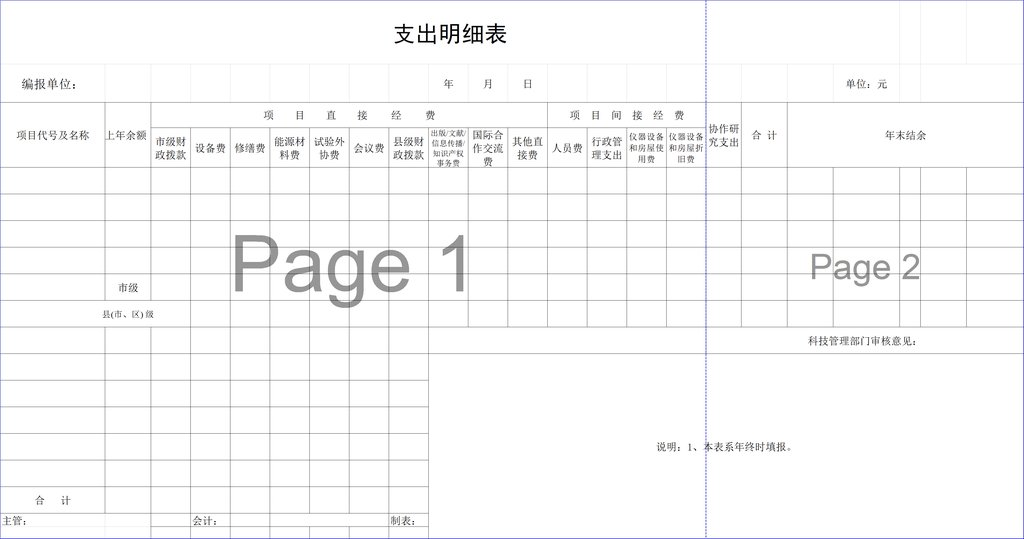 支出明细表
编报单位： 年 月 日 单位：元
项目代号及名称 上年余额 项 目 直 接 经 费 项 目 间 接 经 费 协作研究支出 合 计 年末结余
市级财政拨款 设备费 修缮费 能源材料费 试验外协费 会议费 县级财政拨款 出版/文献/信息传播/知识产权事务费 国际合作交流费 其他直接费 人员费 行政管理支出 仪器设备和房屋使用费 仪器设备和房屋折旧费
Page 1 Page 2
市级
县(市、区) 级
科技管理部门审核意见：
说明：1、本表系年终时填报。
合 计
主管： 会计： 制表：